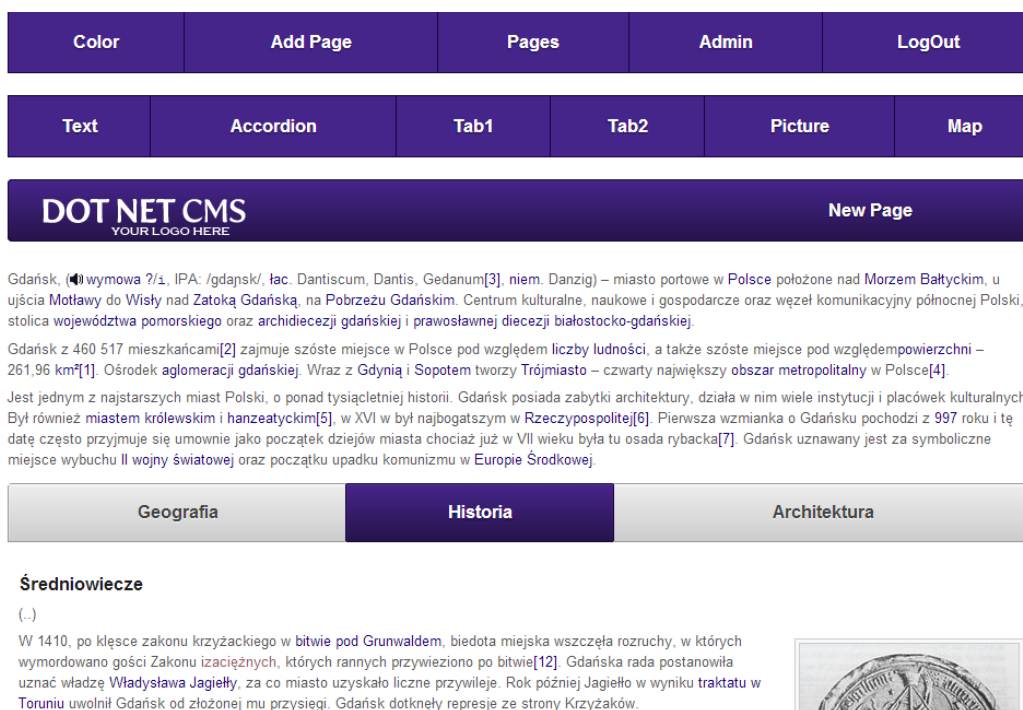 Color Add Page Pages Admin LogOut
Text Accordion Tab1 Tab2 Picture Map
DOT NET CMS New Page
YOUR LOGO HERE
Gdańsk, (wymowa ?/i, IPA: /gdaɲsk/, łac. Dantiscum, Dantis, Gedanum[3], niem. Danzig) – miasto portowe w Polsce położone nad Morzem Bałtyckim, u
ujścia Motławy do Wisły nad Zatoką Gdańską, na Pobrzeżu Gdańskim. Centrum kulturalne, naukowe i gospodarcze oraz węzeł komunikacyjny północnej Polski,
stolica województwa pomorskiego oraz archidiecezji gdańskiej i prawosławnej diecezji białostocko-gdańskiej.
Gdańsk z 460 517 mieszkańcami[2] zajmuje szóste miejsce w Polsce pod względem liczby ludności, a także szóste miejsce pod względempowierzchni –
261,96 km²[1]. Ośrodek aglomeracji gdańskiej. Wraz z Gdynią i Sopotem tworzy Trójmiasto – czwarty największy obszar metropolitalny w Polsce[4].
Jest jednym z najstarszych miast Polski, o ponad tysiącletniej historii. Gdańsk posiada zabytki architektury, działa w nim wiele instytucji i placówek kulturalnych
Był również miastem królewskim i hanzeatyckim[5], w XVI w był najbogatszym w Rzeczypospolitej[6]. Pierwsza wzmianka o Gdańsku pochodzi z 997 roku i tę
datę często przyjmuje się umownie jako początek dziejów miasta chociaż już w VII wieku była tu osada rybacka[7]. Gdańsk uznawany jest za symboliczne
miejsce wybuchu II wojny światowej oraz początku upadku komunizmu w Europie Środkowej.
Geografia Historia Architektura
Średniowiecze
(..)
W 1410, po klęsce zakonu krzyżackiego w bitwie pod Grunwaldem, biedota miejska wszczęła rozruchy, w których
wymordowano gości Zakonu izaciężnych, których rannych przywieziono po bitwie[12]. Gdańska rada postanowiła
uznać władzę Władysława Jagiełły, za co miasto uzyskało liczne przywileje. Rok później Jagiełło w wyniku traktatu w
Toruniu uwolnił Gdańsk od złożonej mu przysięgi. Gdańsk dotknęły represje ze strony Krzyżaków.